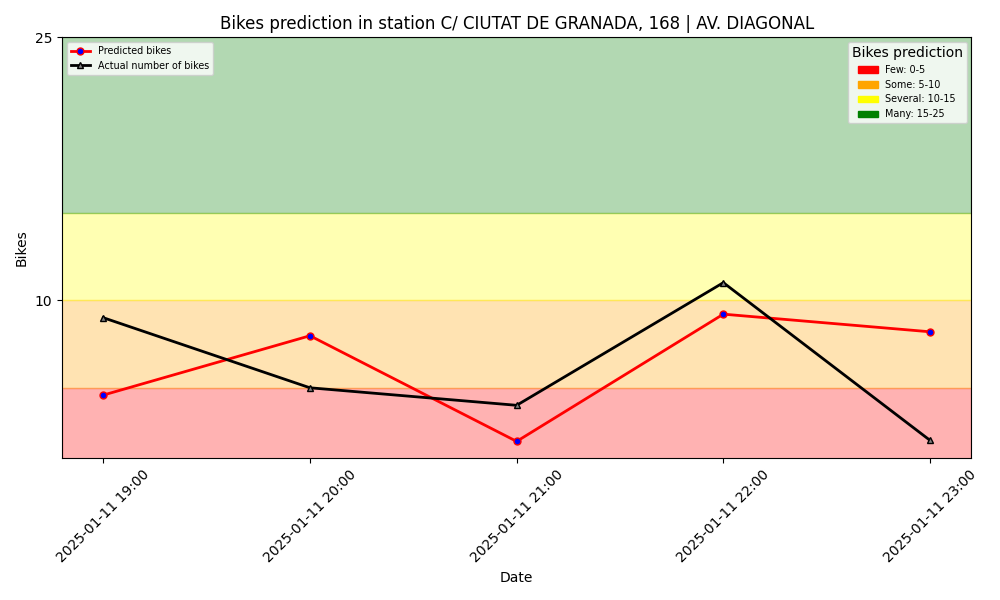 Bikes prediction in station C/ CIUTAT DE GRANADA, 168 | AV. DIAGONAL
25
10
Bikes
Predicted bikes
Actual number of bikes
Bikes prediction
Few: 0-5
Some: 5-10
Several: 10-15
Many: 15-25
2025-01-11 19:00
2025-01-11 20:00
2025-01-11 21:00
2025-01-11 22:00
2025-01-11 23:00
Date